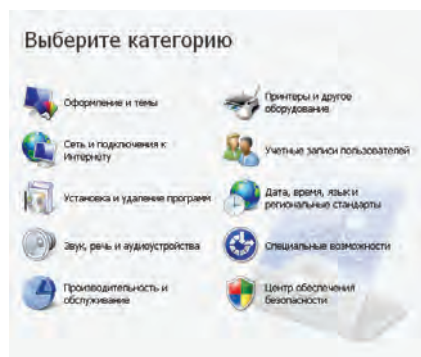 Выберите категорию
Оформление и темы
Принтеры и другое
оборудование
Сеть и подключения к
Интернету
Учетные записи пользователей
Установка и удаление программ
Дата, время, язык и
региональные стандарты
Звук, речь и аудиоустройства
Специальные возможности
Производительность и
обслуживание
Центр обеспечения
безопасности